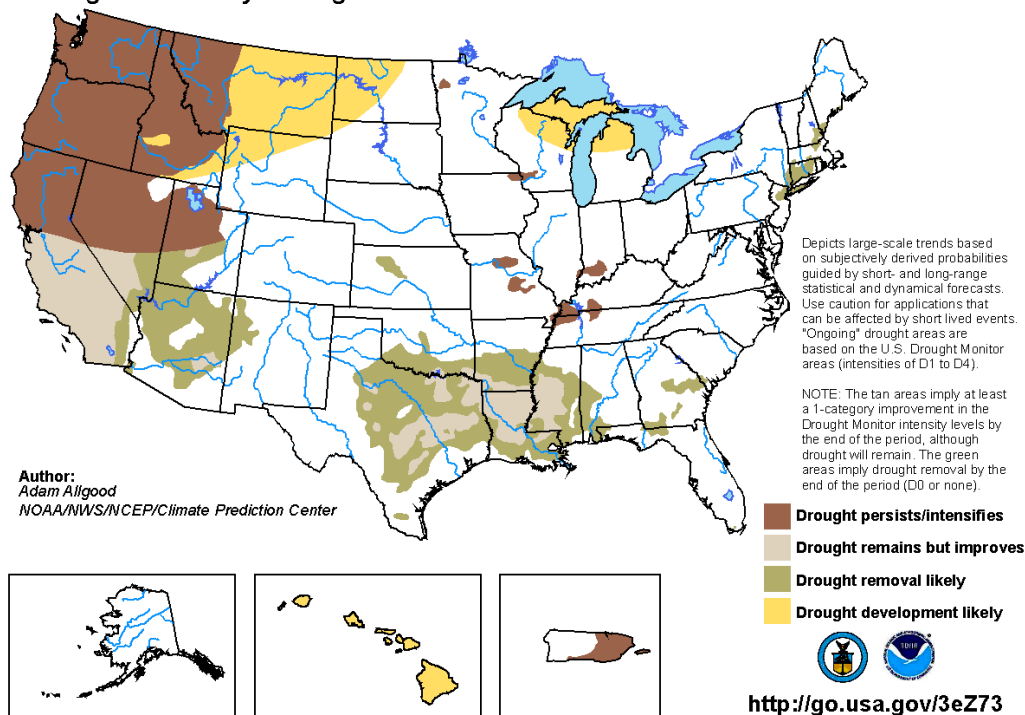 Depicts large-scale trends based
on subjectively derived probabilities
guided by short- and long-range
statistical and dynamical forecasts.
Use caution for applications that
can be affected by short lived events.
"Ongoing" drought areas are
based on the U.S. Drought Monitor
areas (intensities of D1 to D4).
NOTE: The tan areas imply at least
a 1-category improvement in the
Drought Monitor intensity levels by
the end of the period, although
drought will remain. The green
areas imply drought removal by the
end of the period (D0 or none).
Author:
Adam Allgood
NOAA/NWS/NCEP/Climate Prediction Center
Drought persists/intensifies
Drought remains but improves
Drought removal likely
Drought development likely
http://go.usa.gov/3eZ73